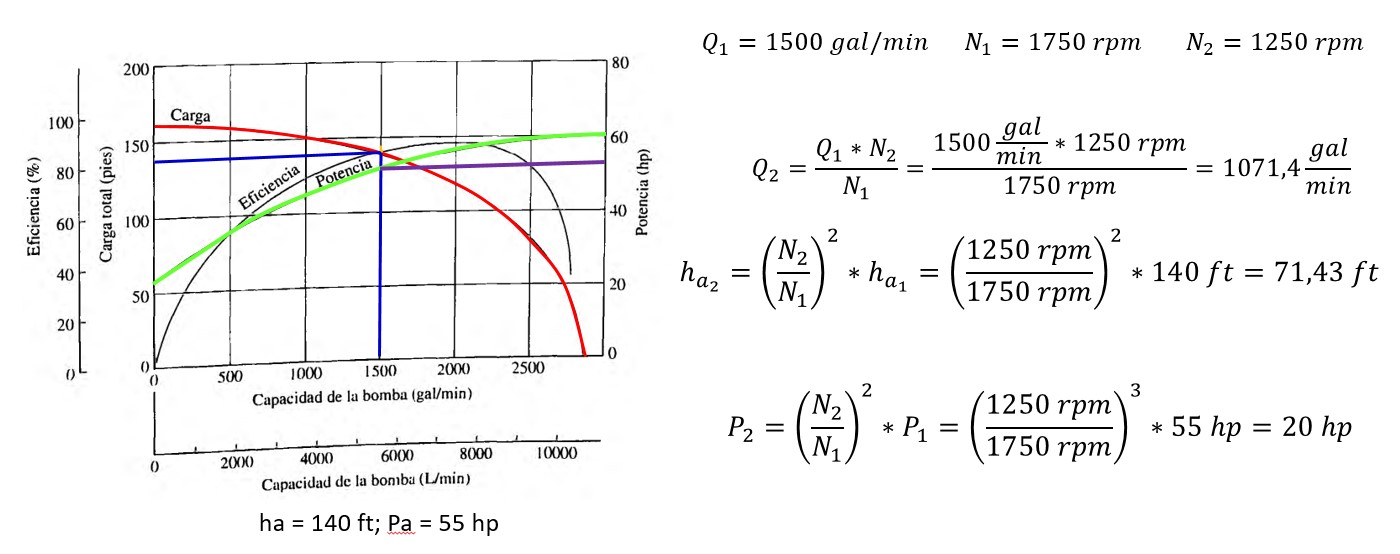 Q₁ = 1500 gal/min N₁ = 1750 rpm N₂ = 1250 rpm
200
80
Carga
100
150
60
Eficiencia (%)
Carga total (pies)
80
Eficiencia
Potencia
Potencia (hp)
60
100
40
40
50
20
20
0
0
0
0 500 1000 1500 2000 2500
Capacidad de la bomba (gal/min)
0 2000 4000 6000 8000 10000
Capacidad de la bomba (L/min)
ha = 140 ft; Pa = 55 hp
Q₂ = (Q₁ * N₂)/N₁ = (1500 gal/min * 1250 rpm)/(1750 rpm) = 1071,4 gal/min
hₐ₂ = (N₂/N₁)² * hₐ₁ = (1250 rpm/1750 rpm)² * 140 ft = 71,43 ft
P₂ = (N₂/N₁)² * P₁ = (1250 rpm/1750 rpm)³ * 55 hp = 20 hp